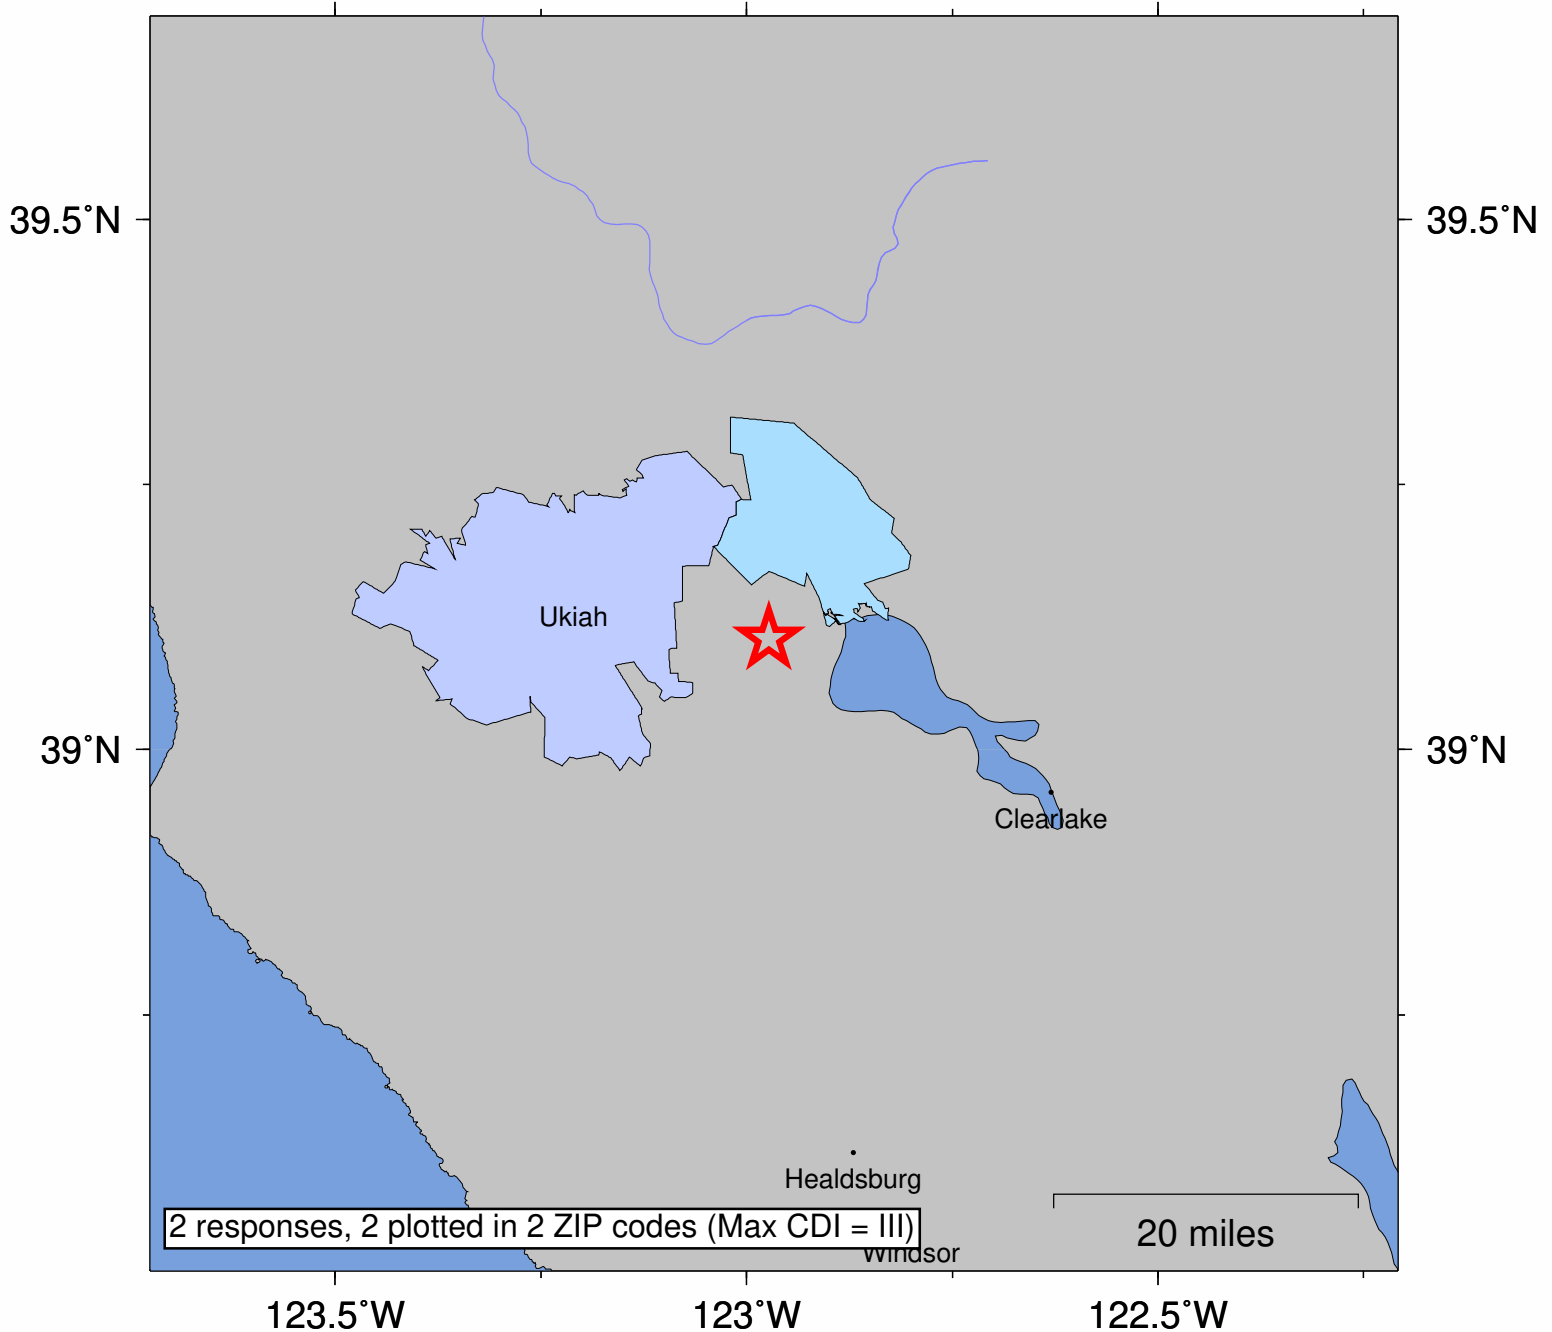 39.5˚N
39.5˚N
Ukiah
39˚N
39˚N
Clearlake
Healdsburg
2 responses, 2 plotted in 2 ZIP codes (Max CDI = III)
20 miles
Windsor
123.5˚W
123˚W
122.5˚W